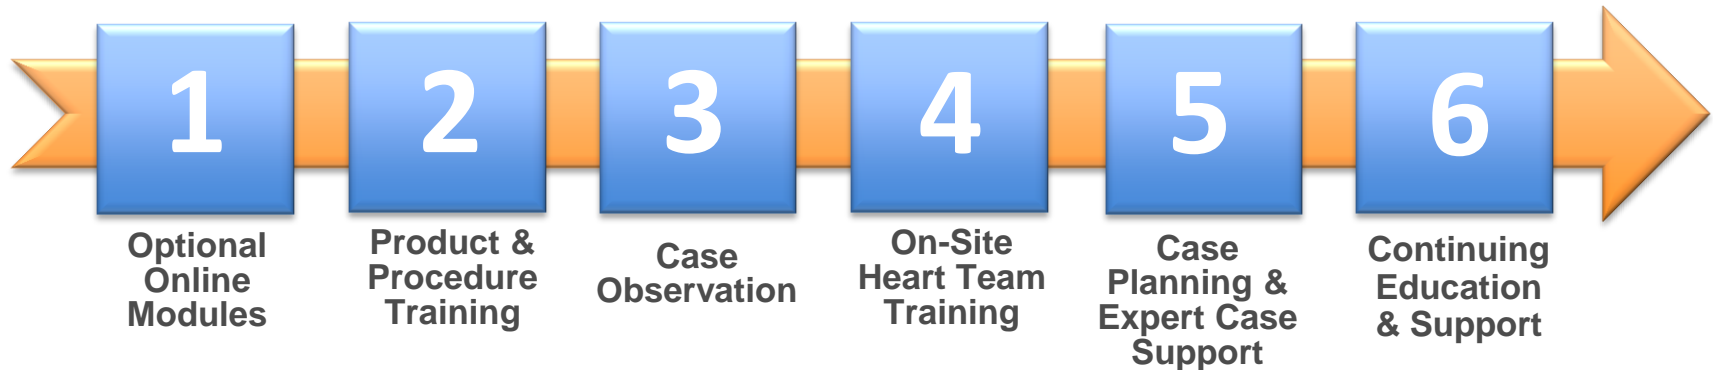 1
Optional
Online
Modules
2
Product &
Procedure
Training
3
Case
Observation
4
On-Site
Heart Team
Training
5
Case
Planning &
Expert Case
Support
6
Continuing
Education
& Support